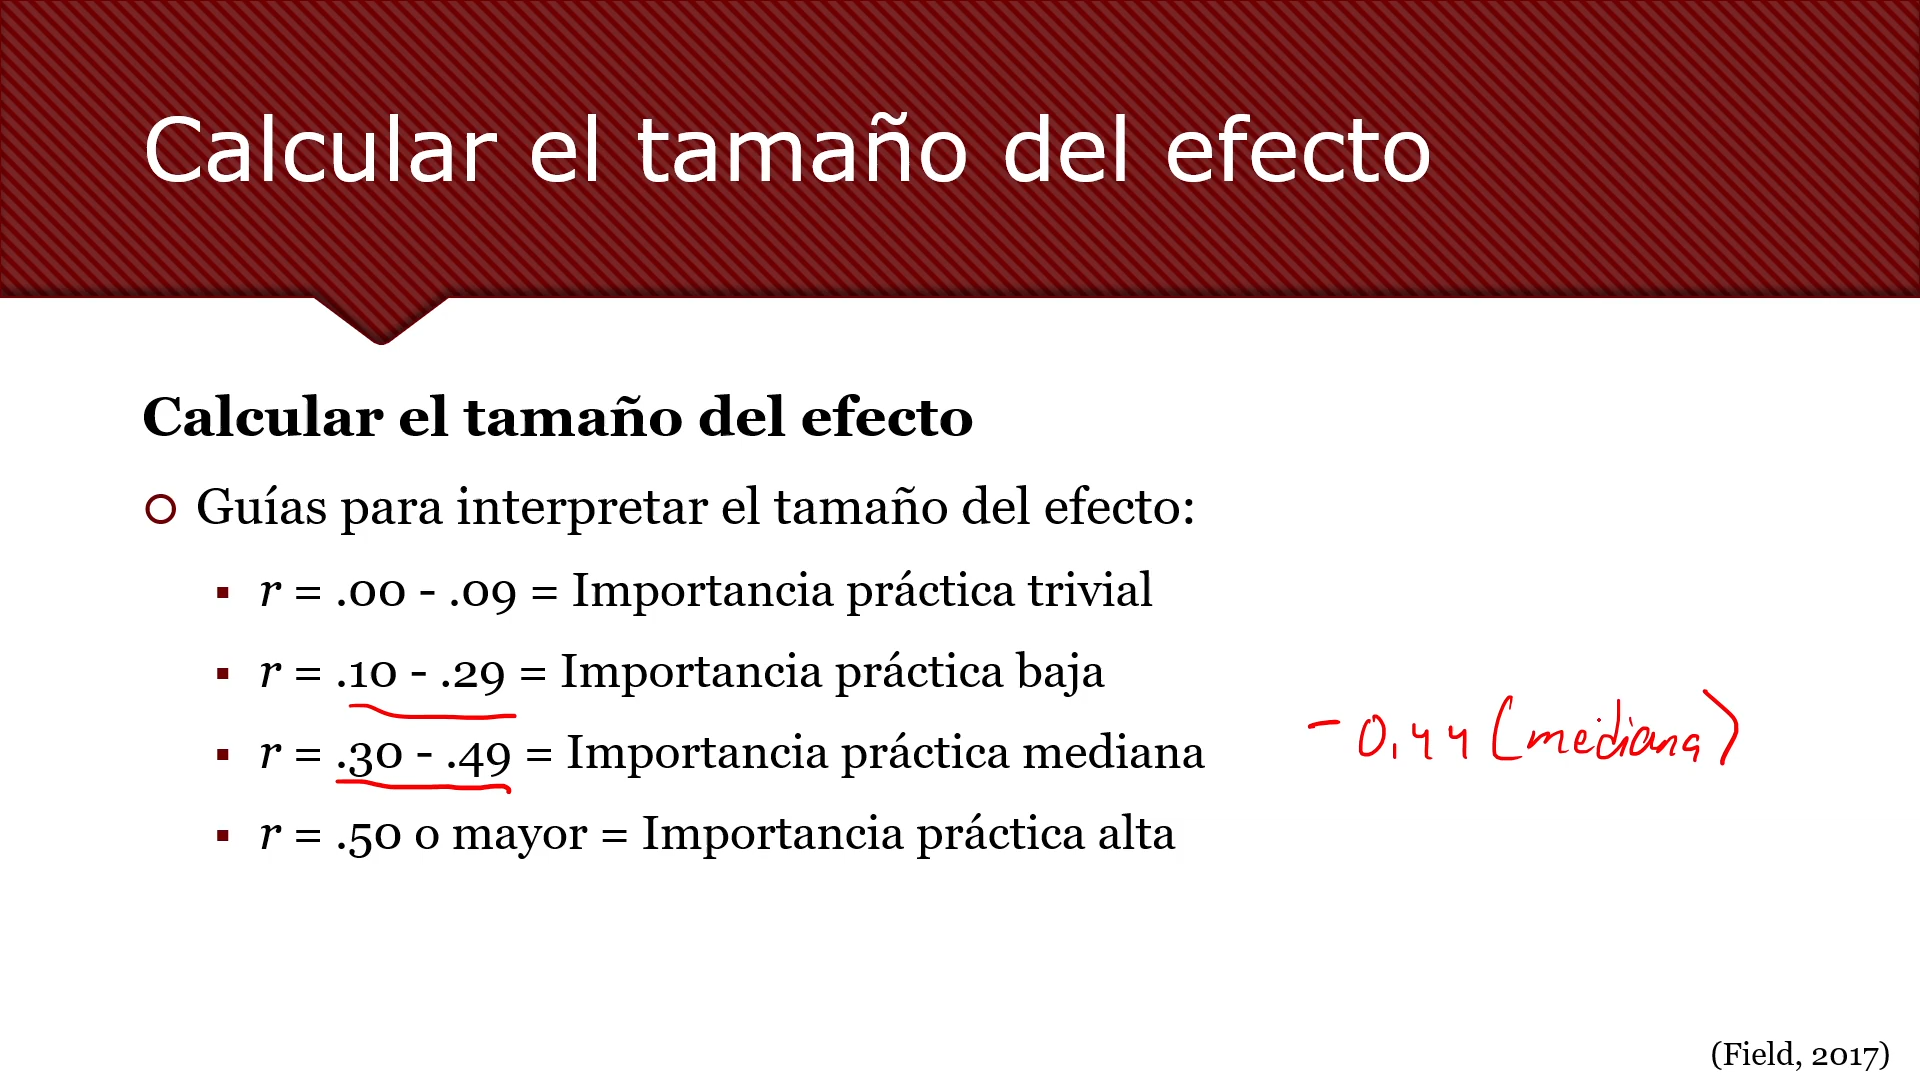 Calcular el tamaño del efecto
Calcular el tamaño del efecto
Guías para interpretar el tamaño del efecto:
r = .00 - .09 = Importancia práctica trivial
r = .10 - .29 = Importancia práctica baja
r = .30 - .49 = Importancia práctica mediana
-0,44 (mediana)
r = .50 o mayor = Importancia práctica alta
(Field, 2017)